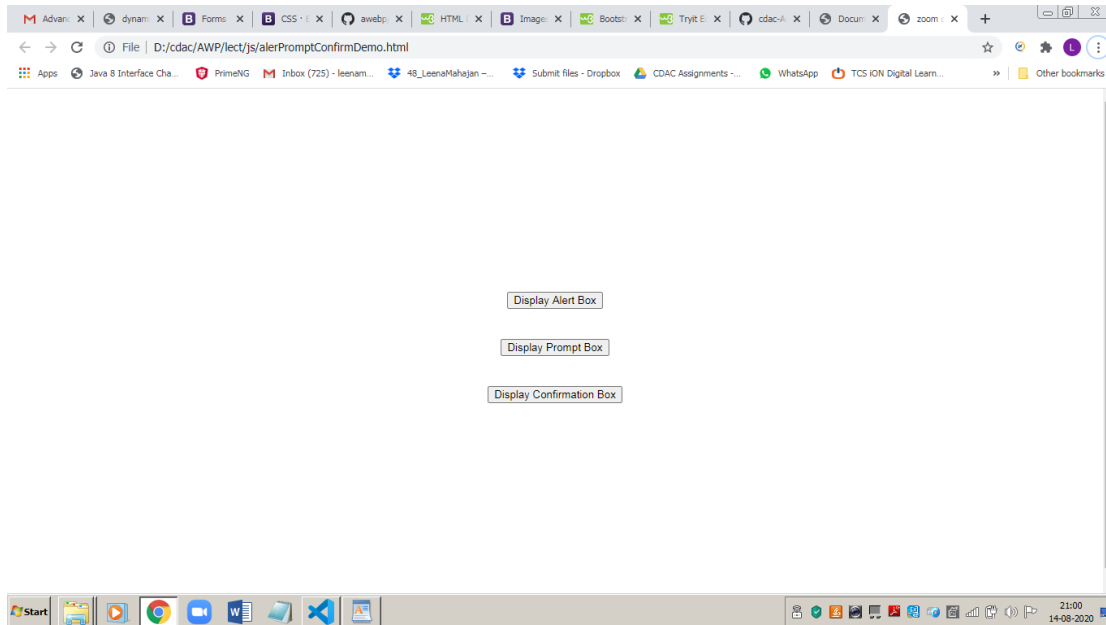 Advanc dynam Forms CSS · B awebp HTML Image: Bootstr Tryit E cdac-A Docum zoom e
File D:/cdac/AWP/lect/js/alerPromptConfirmDemo.html L
Apps Java 8 Interface Cha... PrimeNG Inbox (725) - leenam... 48_LeenaMahajan –... Submit files - Dropbox CDAC Assignments -... WhatsApp TCS iON Digital Learn... » Other bookmarks
Display Alert Box
Display Prompt Box
Display Confirmation Box
Start 21:00
14-08-2020